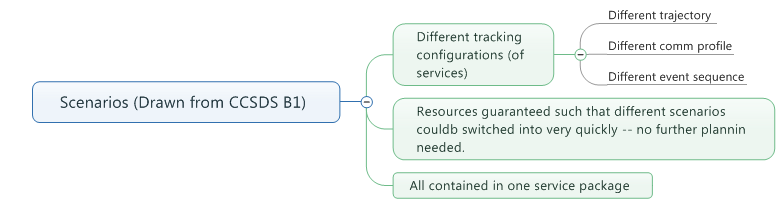 Scenarios (Drawn from CCSDS B1)
Different tracking
configurations (of
services)
Different trajectory
Different comm profile
Different event sequence
Resources guaranteed such that different scenarios
couldb switched into very quickly -- no further plannin
needed.
All contained in one service package